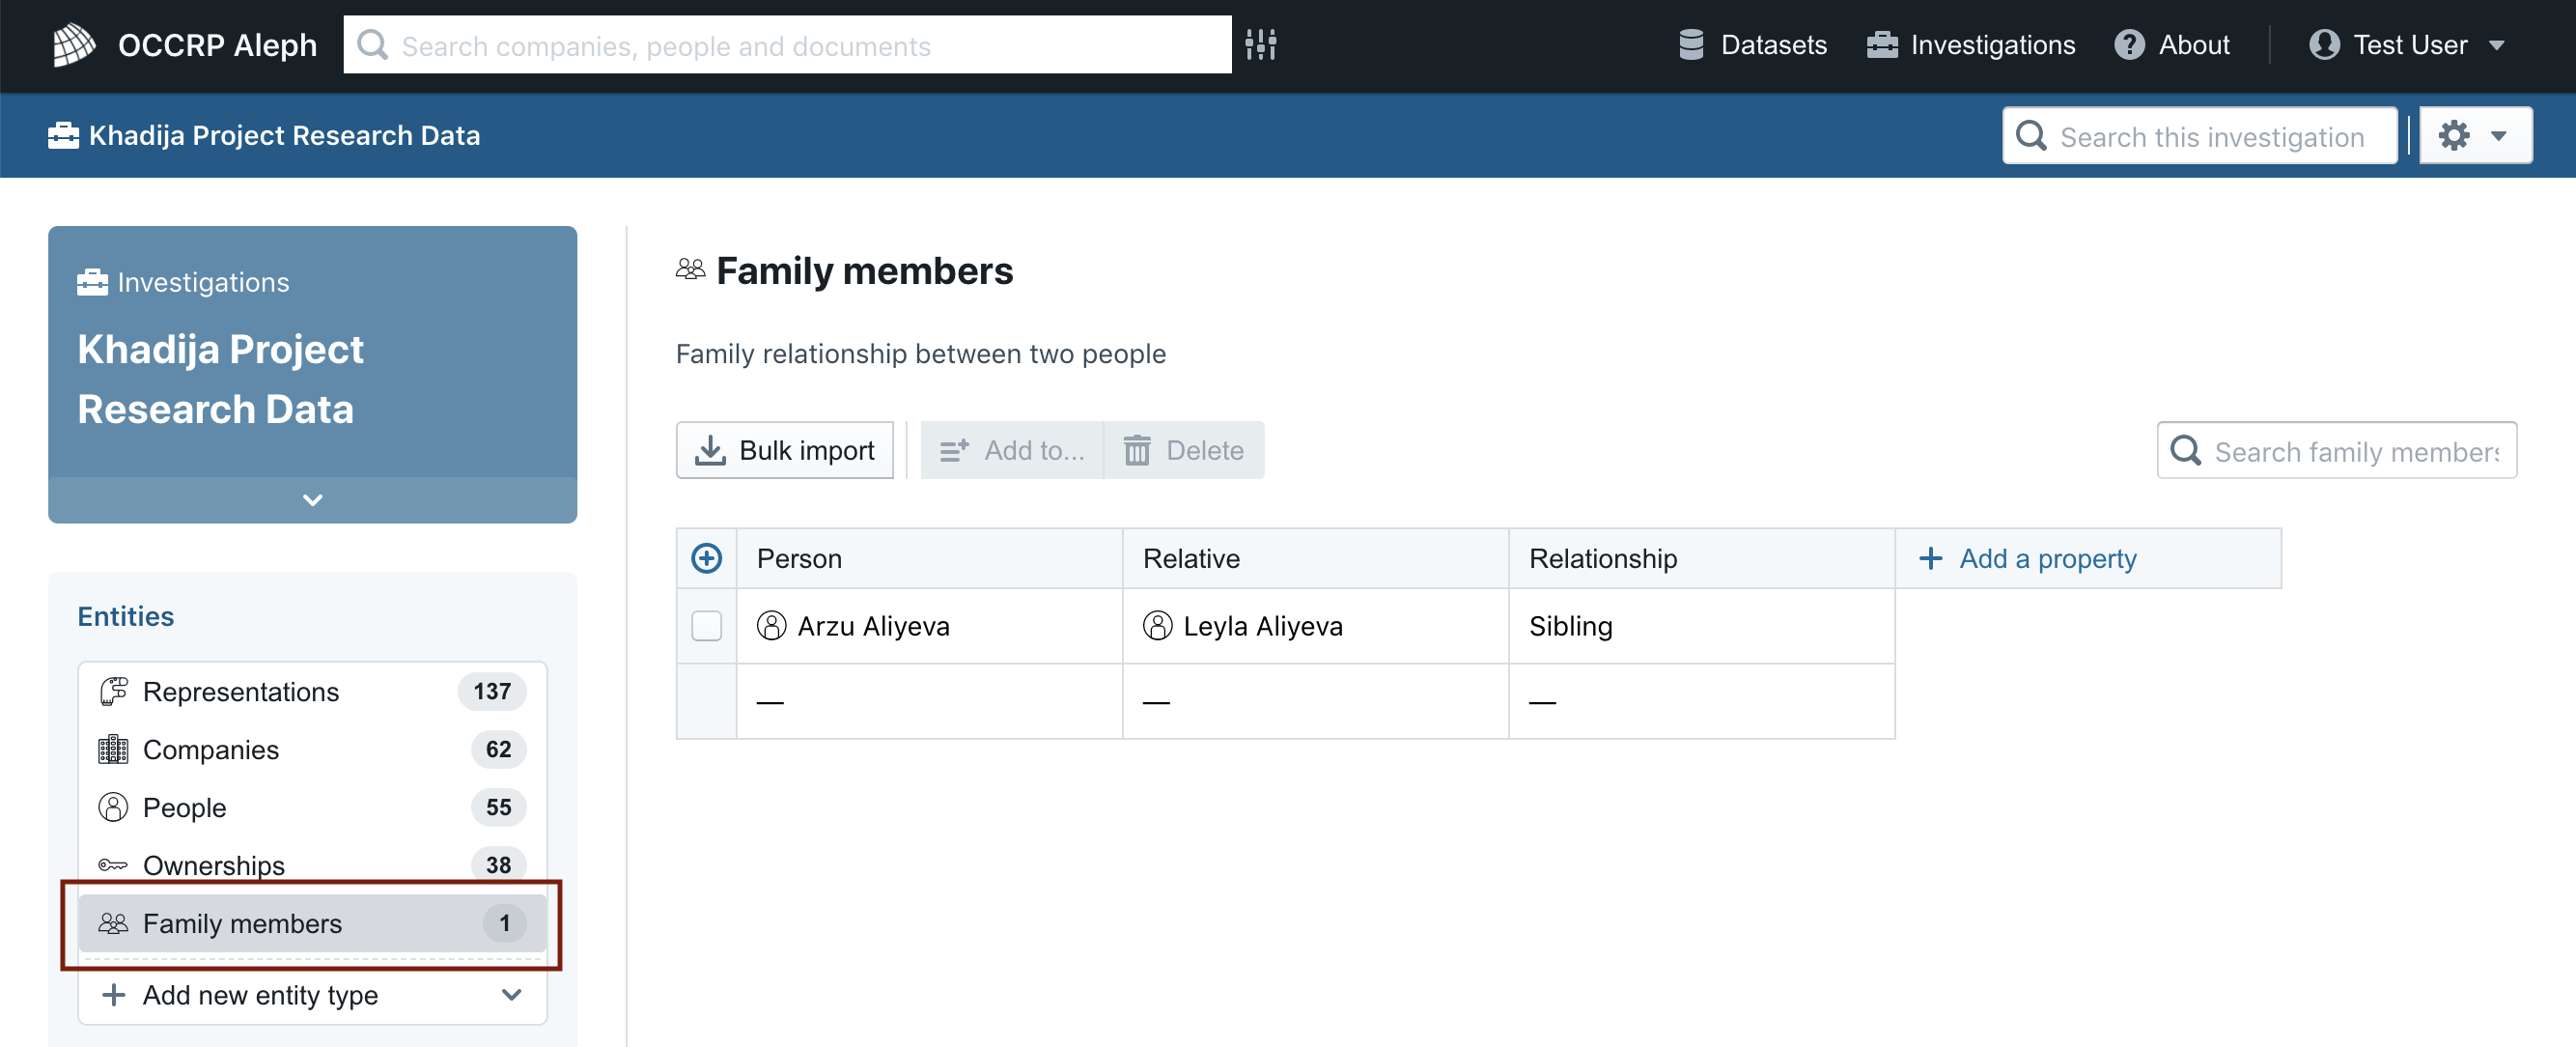 OCCRP Aleph
Search companies, people and documents
Datasets
Investigations
About
Test User
Khadija Project Research Data
Search this investigation
Investigations
Khadija Project
Research Data
Entities
Representations 137
Companies 62
People 55
Ownerships 38
Family members 1
Add new entity type
Family members
Family relationship between two people
Bulk import
Add to...
Delete
Search family members
Person Relative Relationship + Add a property
Arzu Aliyeva Leyla Aliyeva Sibling
— — —